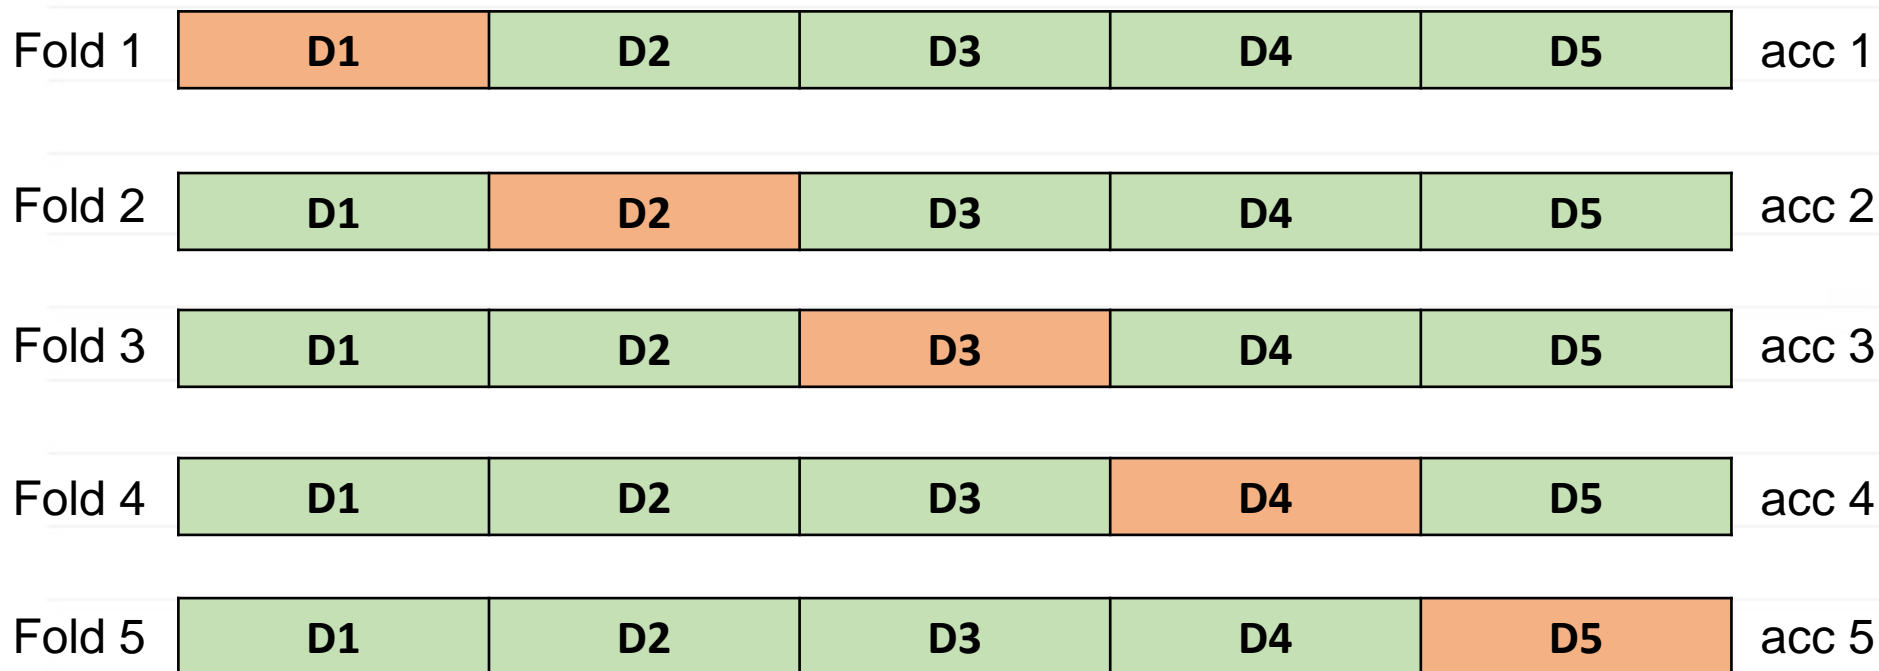 Fold 1 D1 D2 D3 D4 D5 acc 1
Fold 2 D1 D2 D3 D4 D5 acc 2
Fold 3 D1 D2 D3 D4 D5 acc 3
Fold 4 D1 D2 D3 D4 D5 acc 4
Fold 5 D1 D2 D3 D4 D5 acc 5